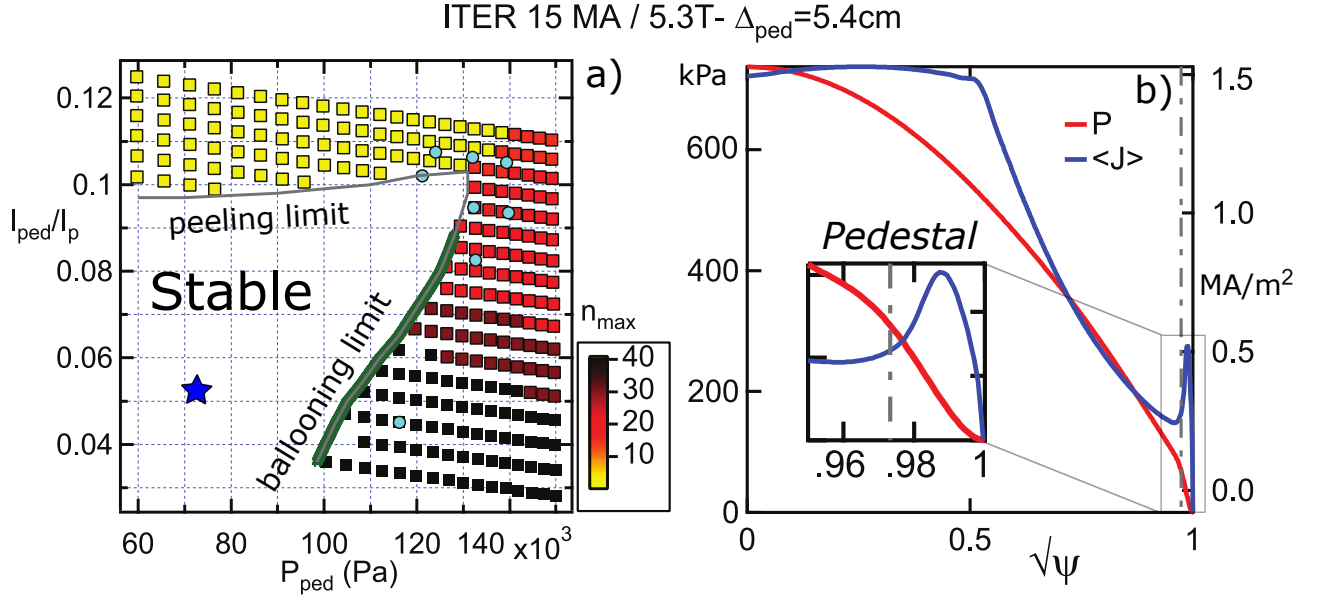 ITER 15 MA / 5.3T- Δped=5.4cm
a)
0.12
0.1
Iped/Ip
0.08
0.06
0.04
peeling limit
Stable
ballooning limit
nmax
40
30
20
10
60
80
100
120
140
x10³
Pped (Pa)
b)
kPa
600
400
200
0
P
<J>
1.5
1.0
MA/m²
0.5
0.0
Pedestal
.96
.98
1
0
0.5
1
√ψ